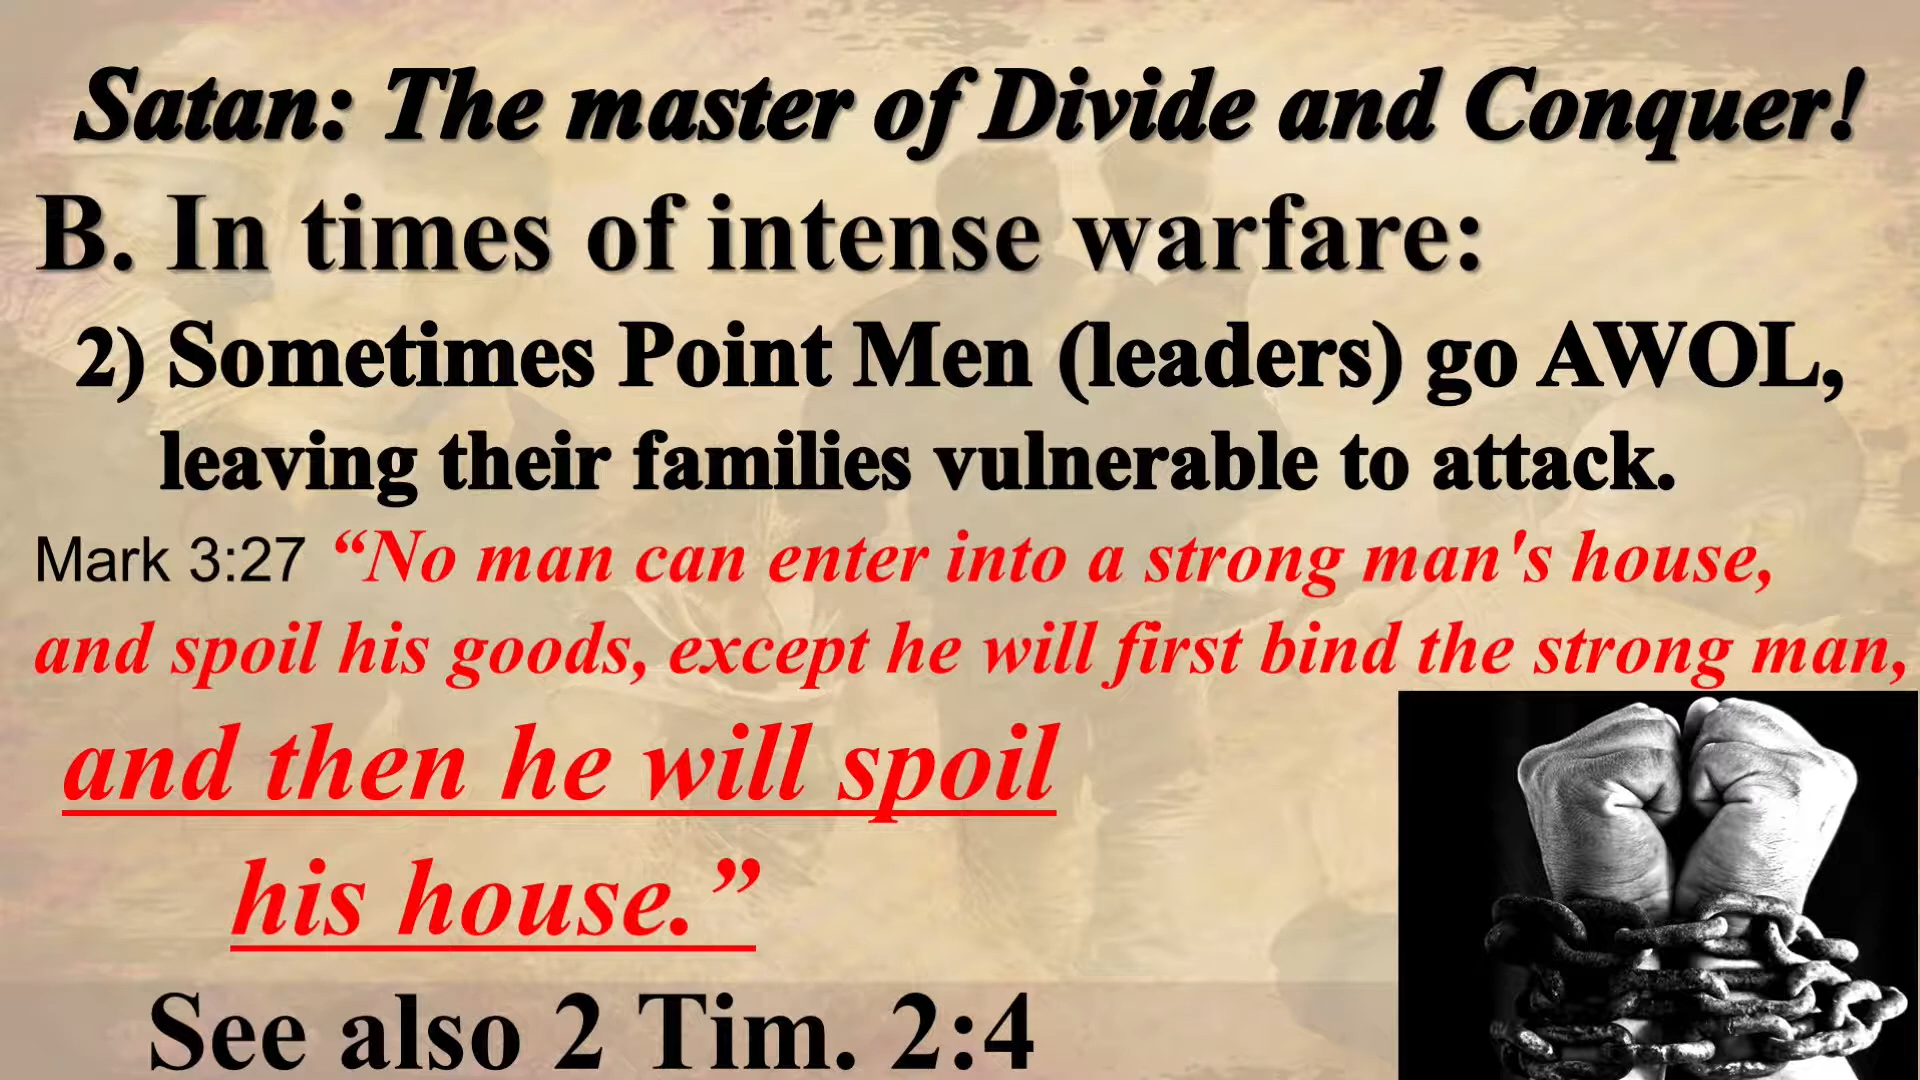 Satan: The master of Divide and Conquer!
B. In times of intense warfare:
2) Sometimes Point Men (leaders) go AWOL,
leaving their families vulnerable to attack.
Mark 3:27 “No man can enter into a strong man's house,
and spoil his goods, except he will first bind the strong man,
and then he will spoil
his house.”
See also 2 Tim. 2:4